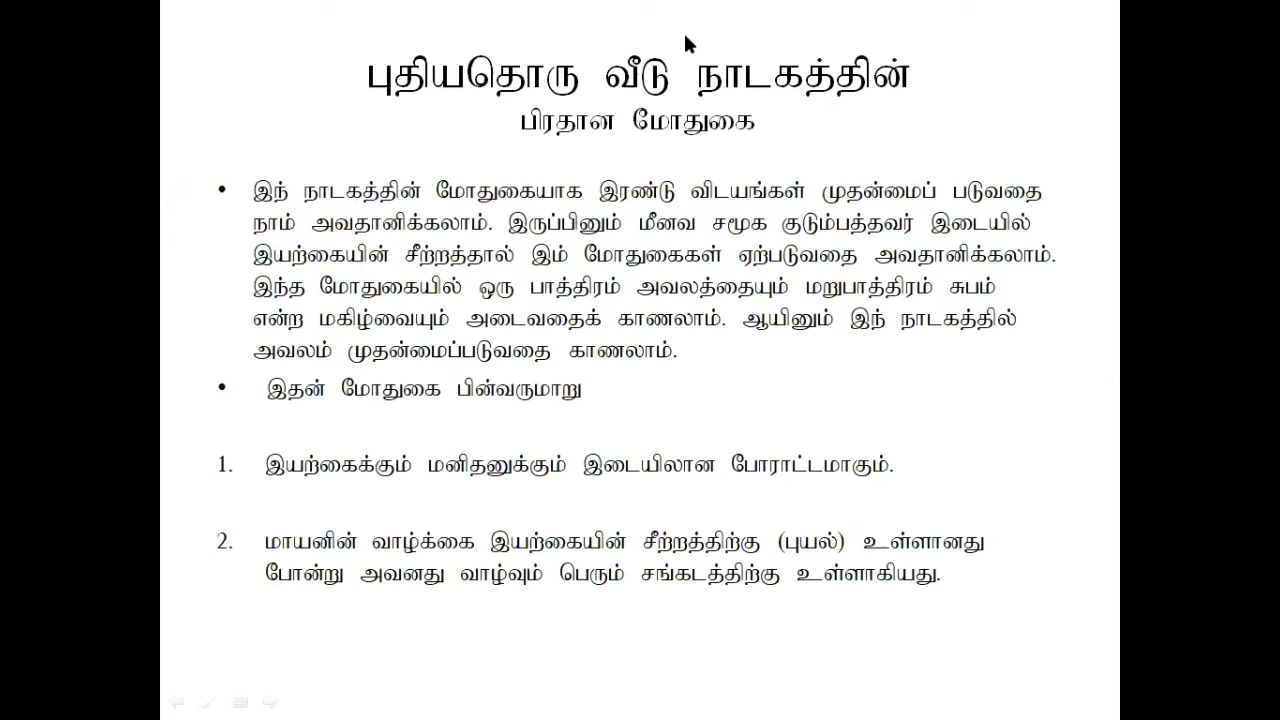 புதியதொரு வீடு நாடகத்தின்
பிரதான மோதுகை
• இந் நாடகத்தின் மோதுகையாக இரண்டு விடயங்கள் முதன்மைப் படுவதை
நாம் அவதானிக்கலாம். இருப்பினும் மீனவ சமூக குடும்பத்தவர் இடையில்
இயற்கையின் சீற்றத்தால் இம் மோதுகைகள் ஏற்படுவதை அவதானிக்கலாம்.
இந்த மோதுகையில் ஒரு பாத்திரம் அவலத்தையும் மறுபாத்திரம் சுபம்
என்ற மகிழ்வையும் அடைவதைக் காணலாம். ஆயினும் இந் நாடகத்தில்
அவலம் முதன்மைப்படுவதை காணலாம்.
• இதன் மோதுகை பின்வருமாறு
1. இயற்கைக்கும் மனிதனுக்கும் இடையிலான போராட்டமாகும்.
2. மாயனின் வாழ்க்கை இயற்கையின் சீற்றத்திற்கு (புயல்) உள்ளானது
போன்று அவனது வாழ்வும் பெரும் சங்கடத்திற்கு உள்ளாகியது.